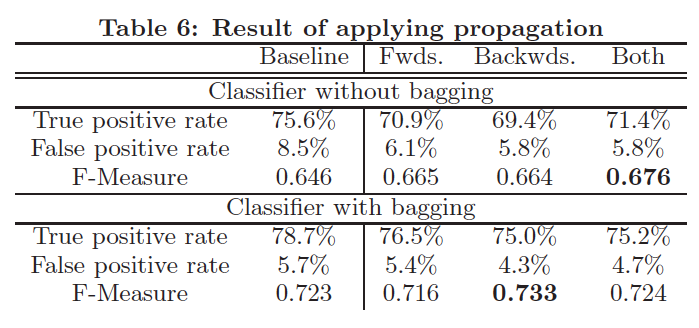 Table 6: Result of applying propagation
Baseline Fwds. Backwds. Both
Classifier without bagging
True positive rate 75.6% 70.9% 69.4% 71.4%
False positive rate 8.5% 6.1% 5.8% 5.8%
F-Measure 0.646 0.665 0.664 0.676
Classifier with bagging
True positive rate 78.7% 76.5% 75.0% 75.2%
False positive rate 5.7% 5.4% 4.3% 4.7%
F-Measure 0.723 0.716 0.733 0.724